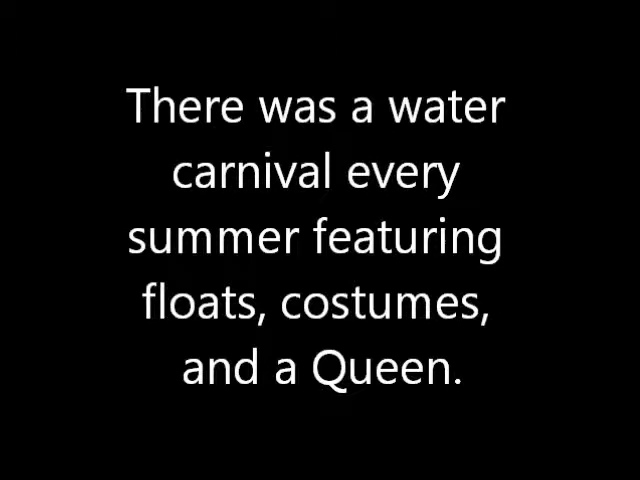 There was a water
carnival every
summer featuring
floats, costumes,
and a Queen.